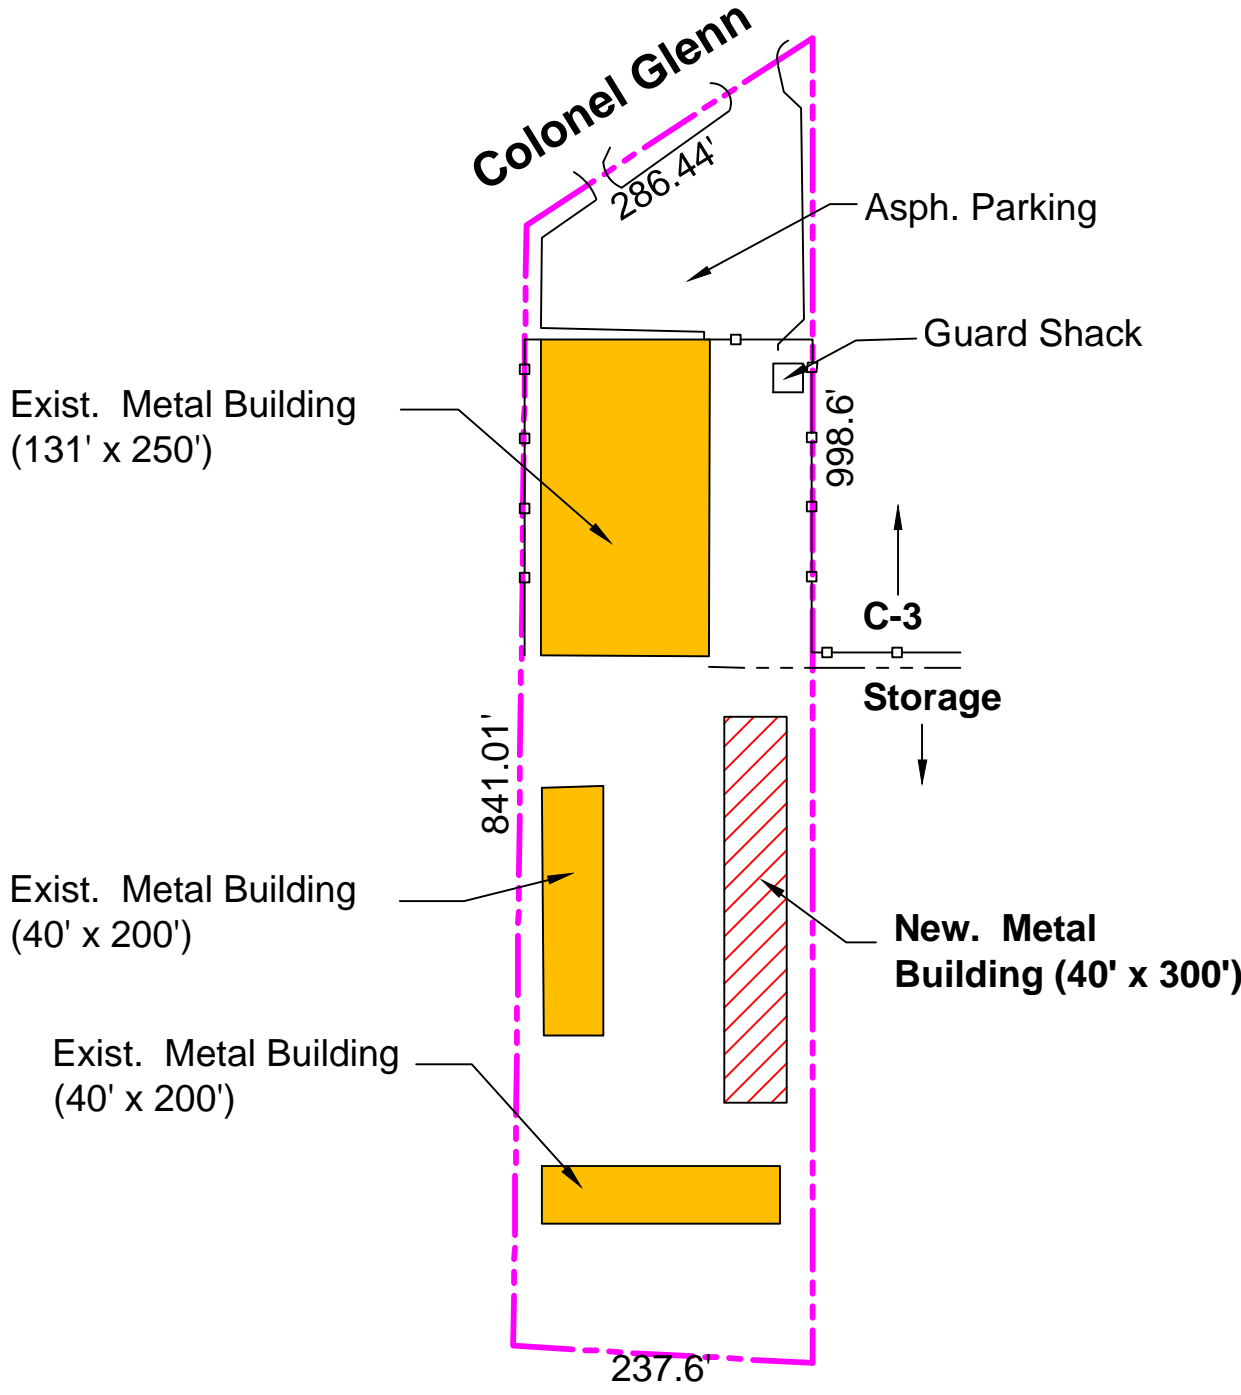 Colonel Glenn
286.44'
Asph. Parking
Guard Shack
Exist. Metal Building
(131' x 250')
998.6'
C-3
Storage
841.01'
Exist. Metal Building
(40' x 200')
New. Metal
Building (40' x 300')
Exist. Metal Building
(40' x 200')
237.6'